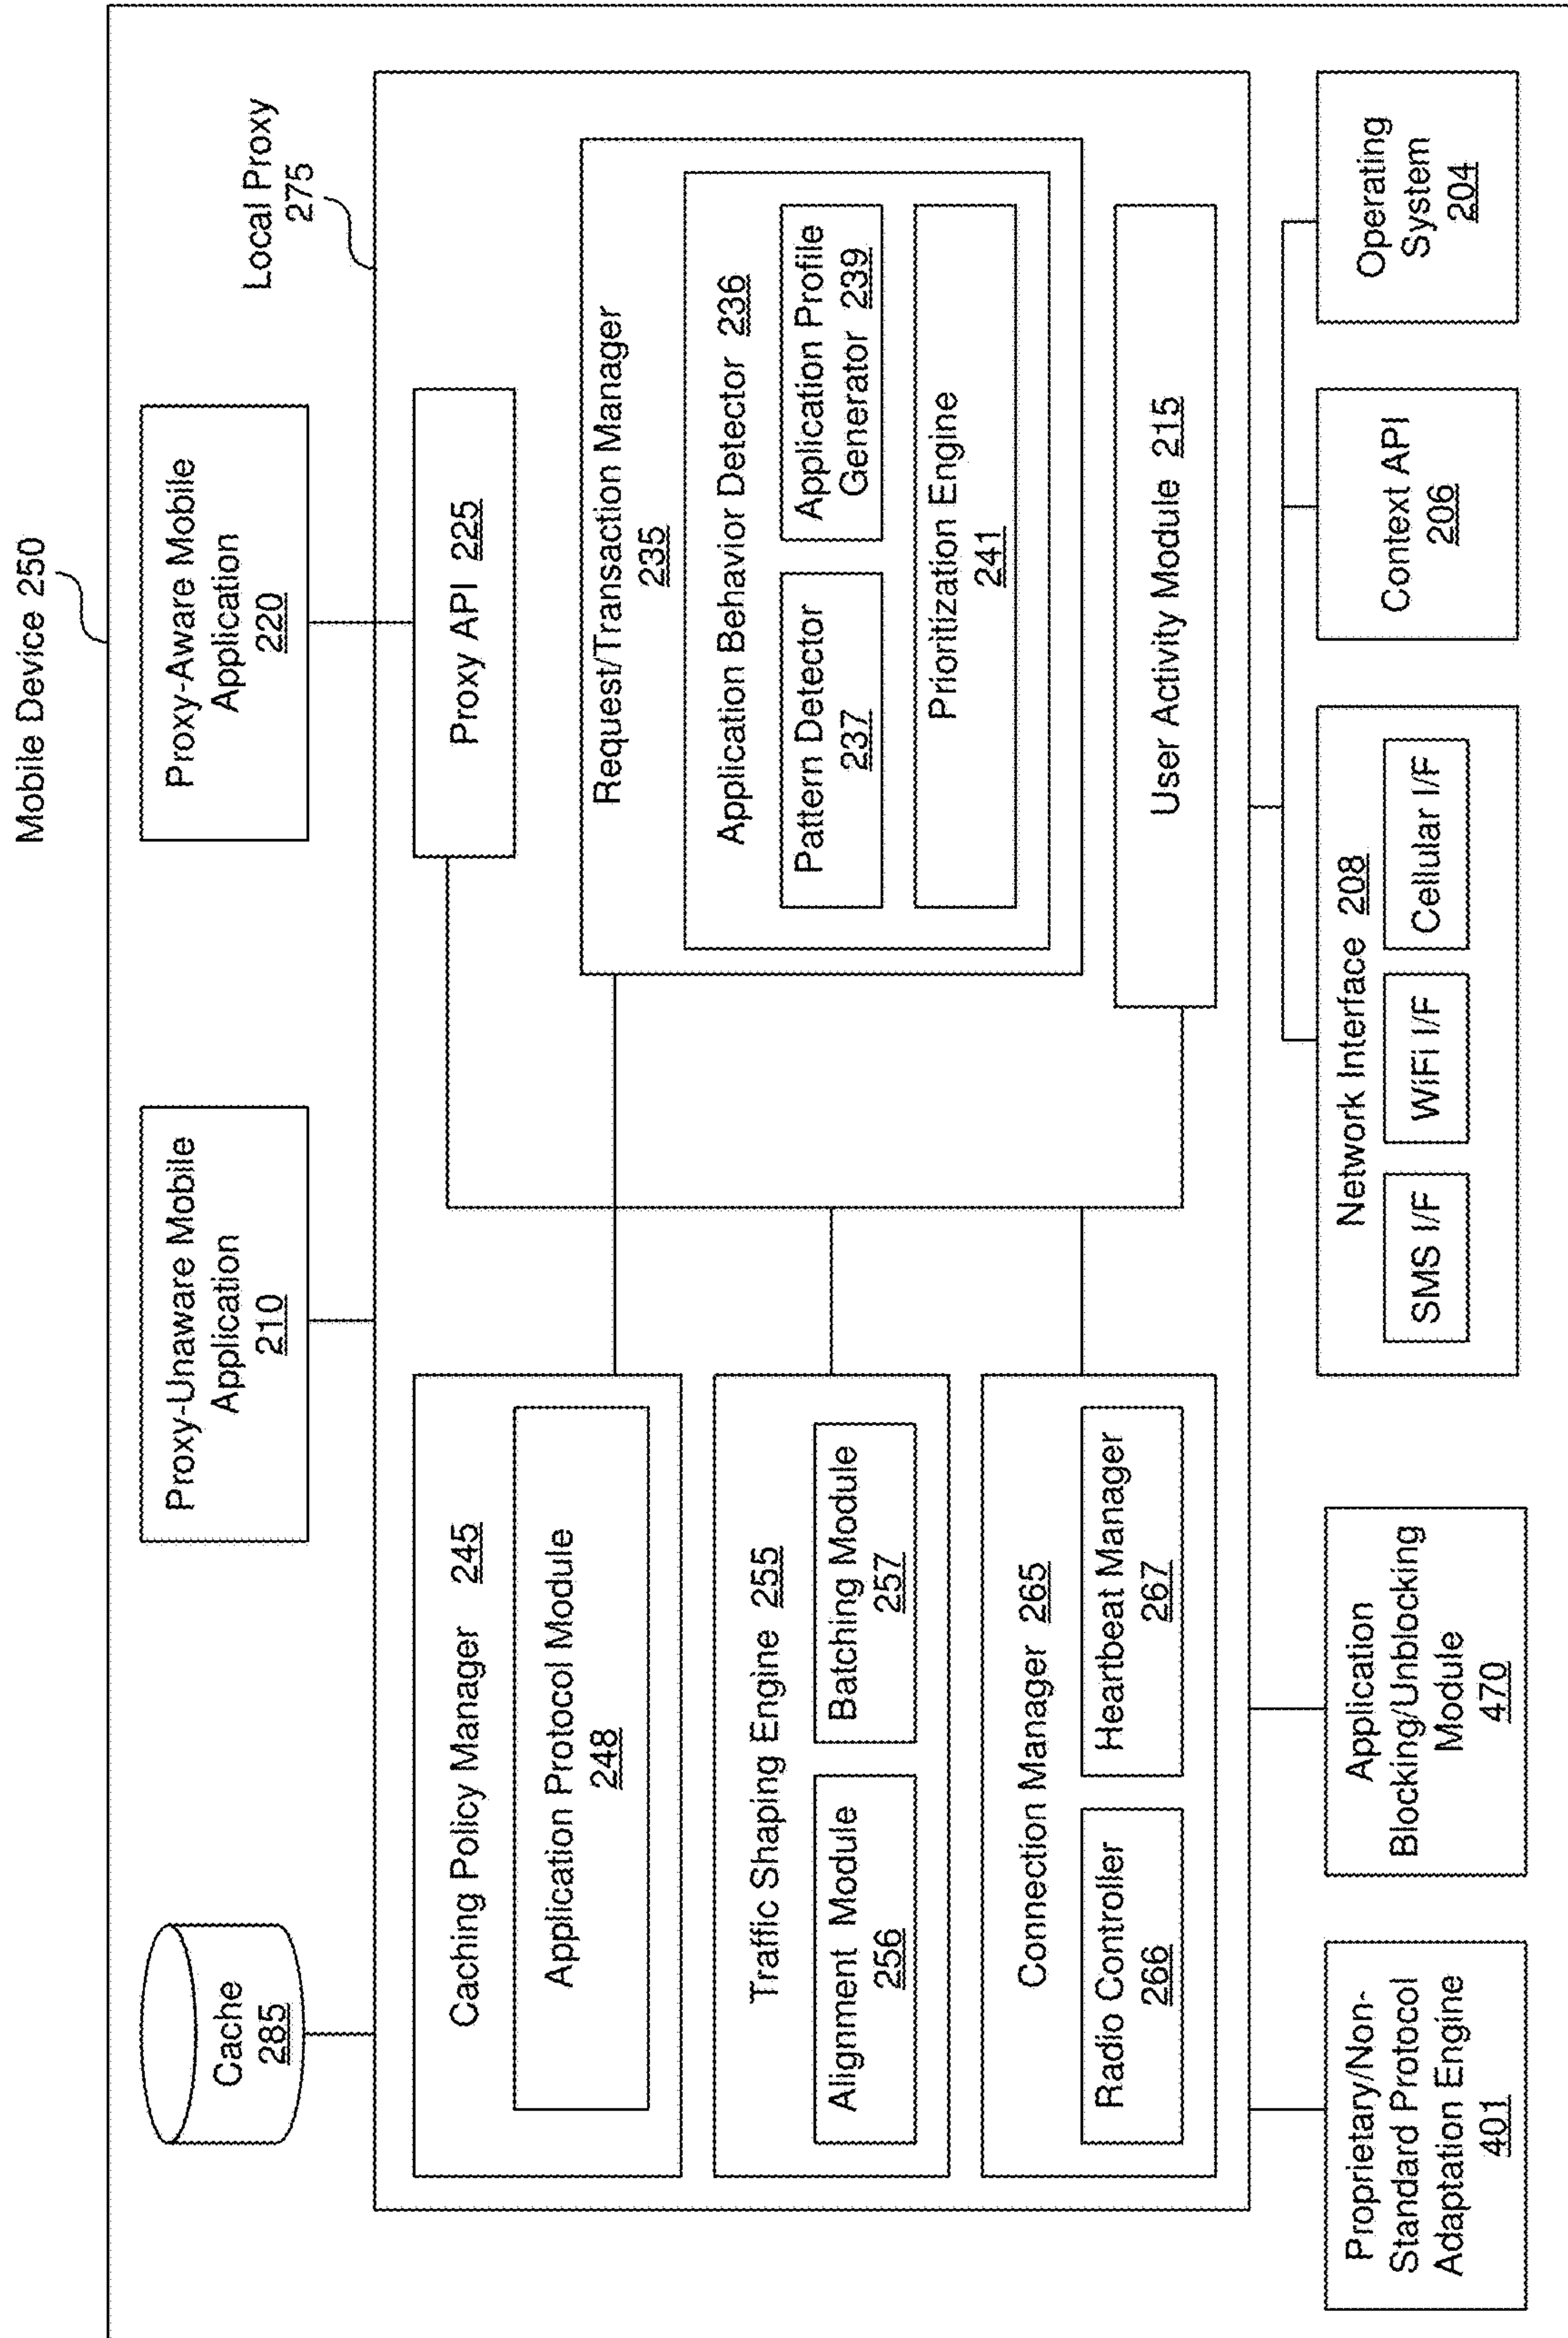 Mobile Device 250
Cache
285
Proxy-Unaware Mobile
Application
210
Proxy-Aware Mobile
Application
220
Local Proxy
275
Caching Policy Manager 245
Application Protocol Module
248
Traffic Shaping Engine 255
Alignment Module
256
Batching Module
257
Connection Manager 265
Radio Controller
266
Heartbeat Manager
267
Proxy API 225
Request/Transaction Manager
235
Application Behavior Detector 236
Pattern Detector
237
Application Profile
Generator 239
Prioritization Engine
241
User Activity Module 215
Proprietary/Non-
Standard Protocol
Adaptation Engine
401
Application
Blocking/Unblocking
Module
470
Network Interface 208
SMS I/F
WiFi I/F
Cellular I/F
Context API
206
Operating
System
204